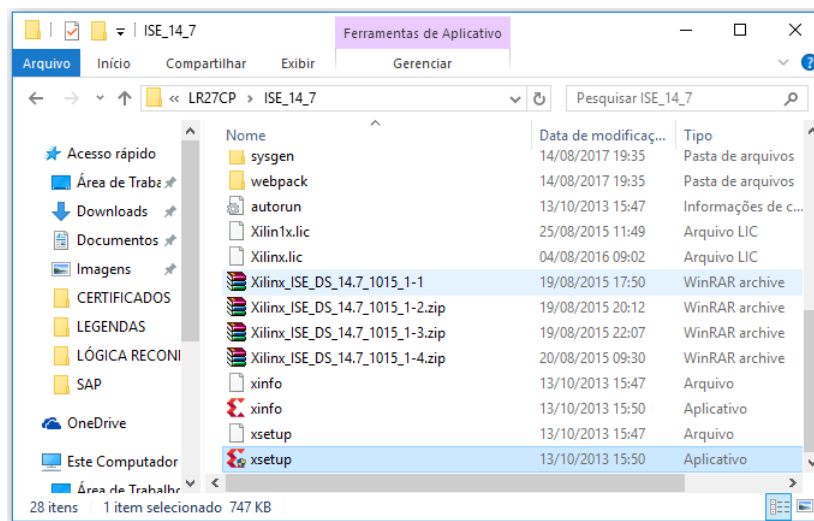 ISE_14_7
Ferramentas de Aplicativo
Arquivo Início Compartilhar Exibir Gerenciar
« LR27CP > ISE_14_7 Pesquisar ISE_14_7
Nome Data de modificaç... Tipo
Acesso rápido
Área de Traba
Downloads
Documentos
Imagens
CERTIFICADOS
LEGENDAS
LÓGICA RECONI
SAP
OneDrive
Este Computador
Área de Trabalho
sysgen 14/08/2017 19:35 Pasta de arquivos
webpack 14/08/2017 19:35 Pasta de arquivos
autorun 13/10/2013 15:47 Informações de c...
Xilin1x.lic 25/08/2015 11:49 Arquivo LIC
Xilinx.lic 04/08/2016 09:02 Arquivo LIC
Xilinx_ISE_DS_14.7_1015_1-1 19/08/2015 17:50 WinRAR archive
Xilinx_ISE_DS_14.7_1015_1-2.zip 19/08/2015 20:12 WinRAR archive
Xilinx_ISE_DS_14.7_1015_1-3.zip 19/08/2015 22:07 WinRAR archive
Xilinx_ISE_DS_14.7_1015_1-4.zip 20/08/2015 09:30 WinRAR archive
xinfo 13/10/2013 15:47 Arquivo
xinfo 13/10/2013 15:50 Aplicativo
xsetup 13/10/2013 15:47 Arquivo
xsetup 13/10/2013 15:50 Aplicativo
28 itens 1 item selecionado 747 KB